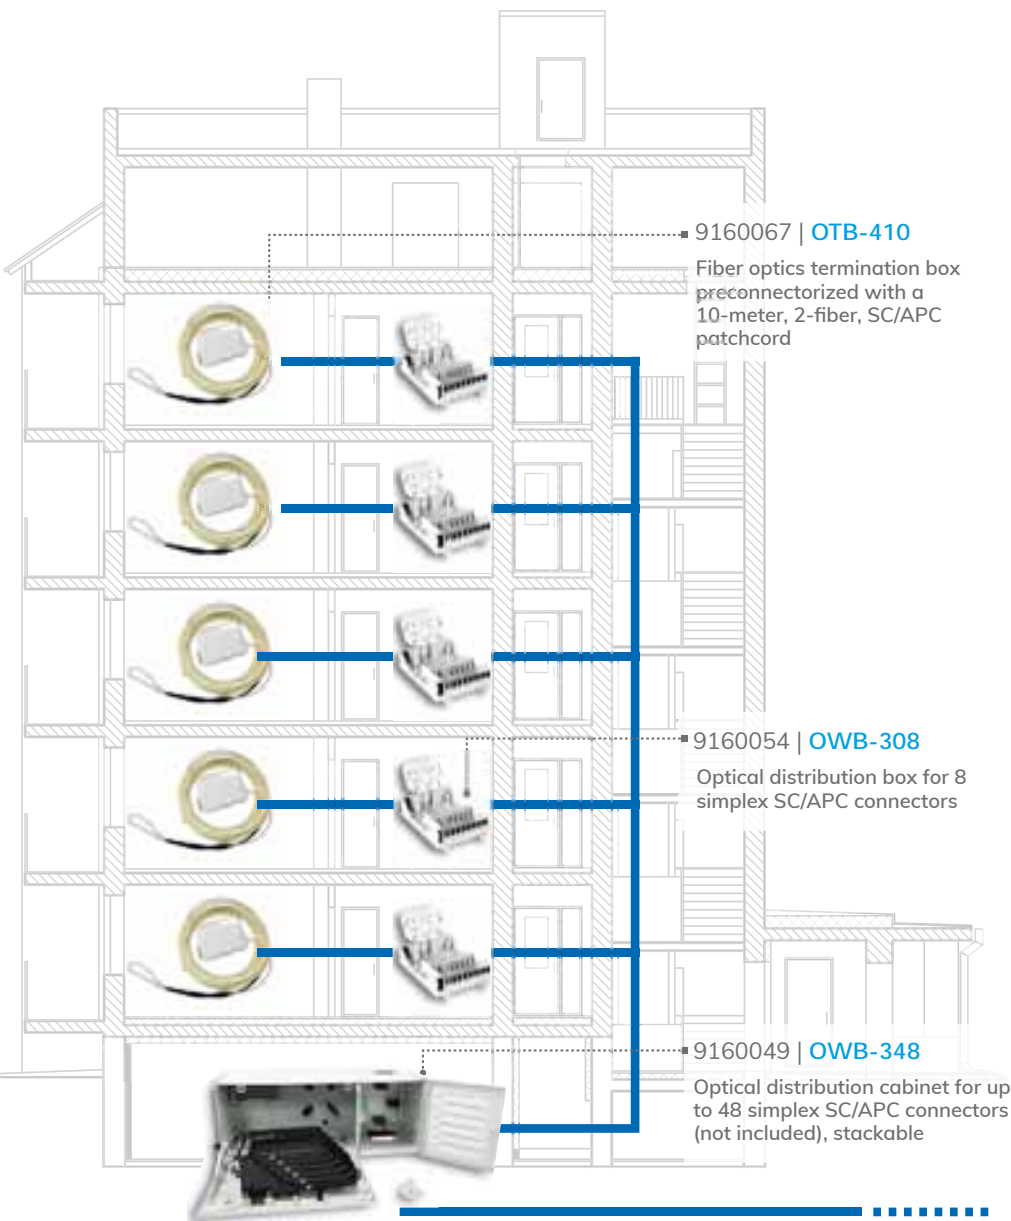 9160067 | OTB-410
Fiber optics termination box
preconnectorized with a
10-meter, 2-fiber, SC/APC
patchcord
9160054 | OWB-308
Optical distribution box for 8
simplex SC/APC connectors
9160049 | OWB-348
Optical distribution cabinet for up
to 48 simplex SC/APC connectors
(not included), stackable